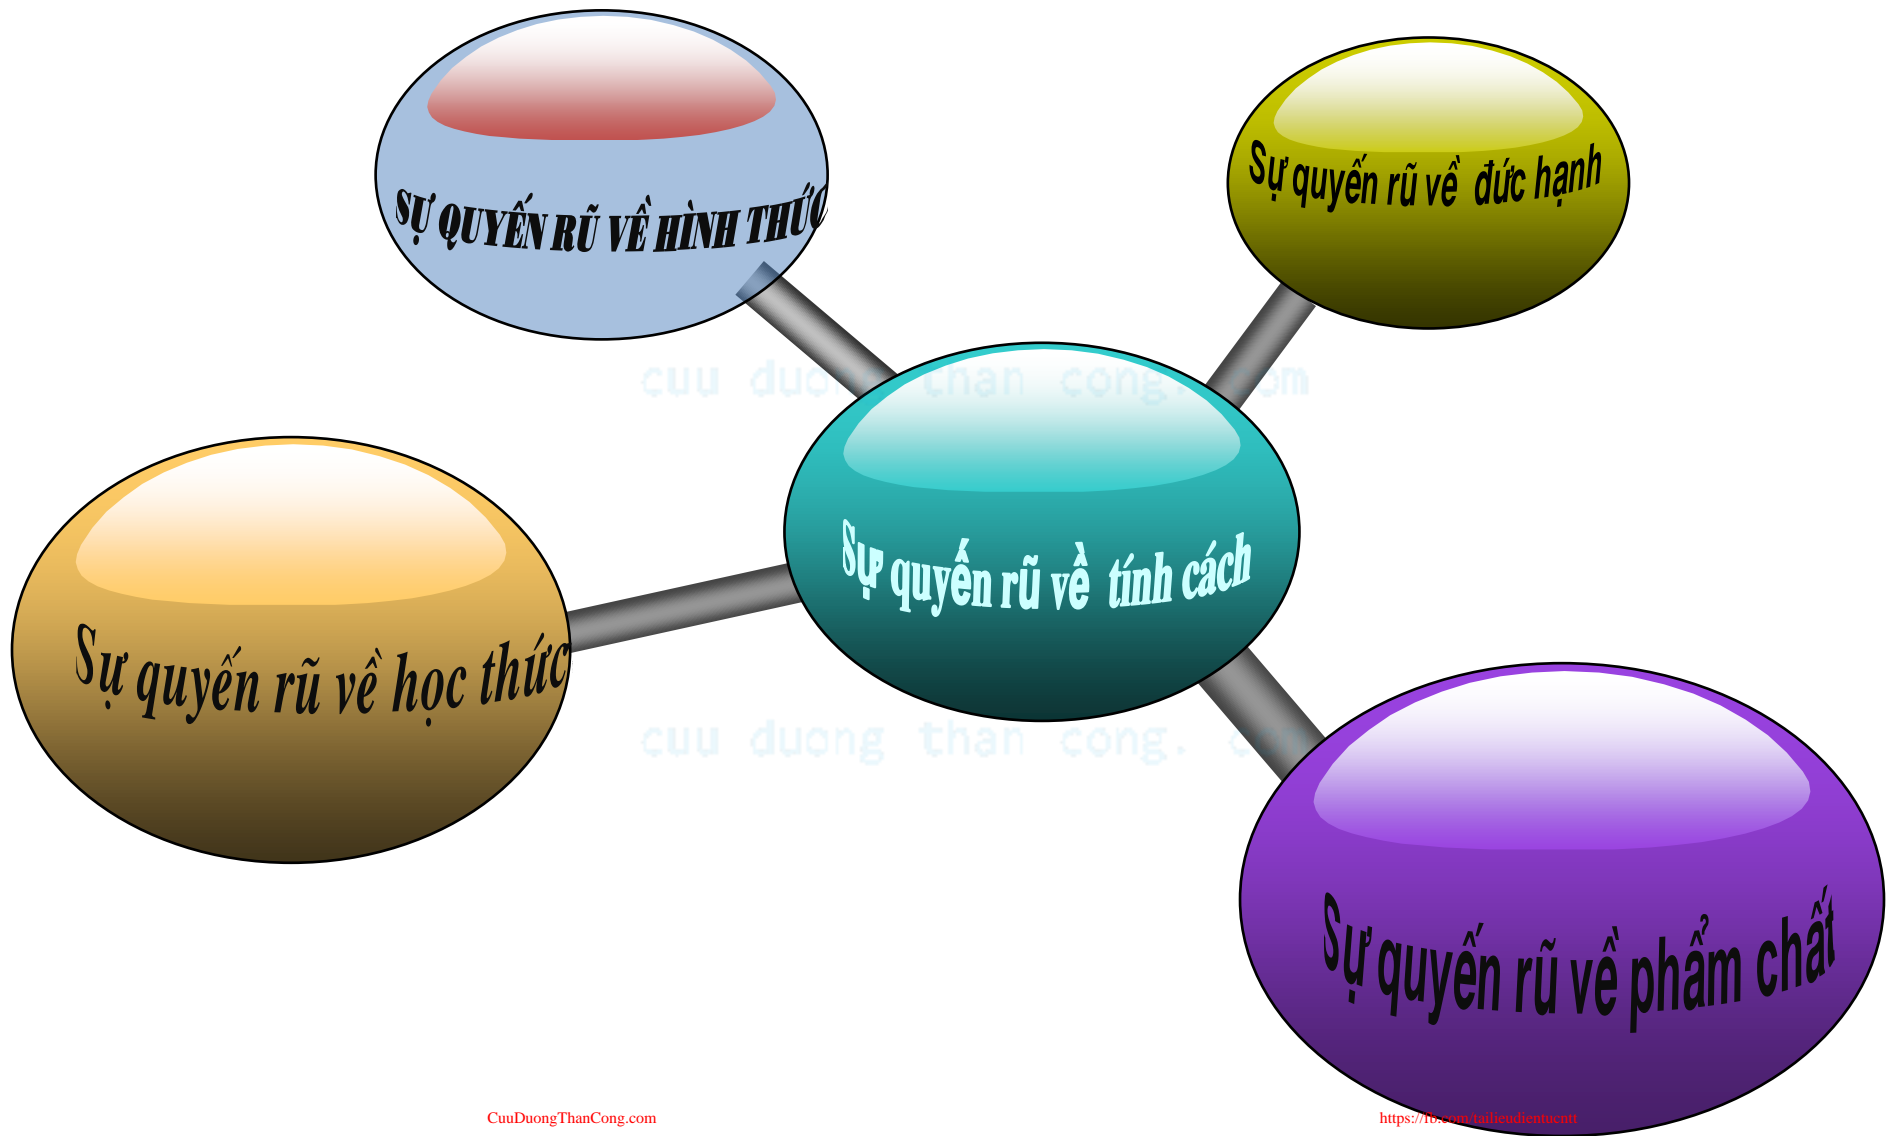 SỰ QUYẾN RŨ VỀ HÌNH THỨC
Sự quyến rũ về đức hạnh
cuu duong than cong. com
Sự quyến rũ về tính cách
Sự quyến rũ về học thức
cuu duong than cong. com
Sự quyến rũ về phẩm chất
CuuDuongThanCong.com
https://fb.com/tailieudientucntt